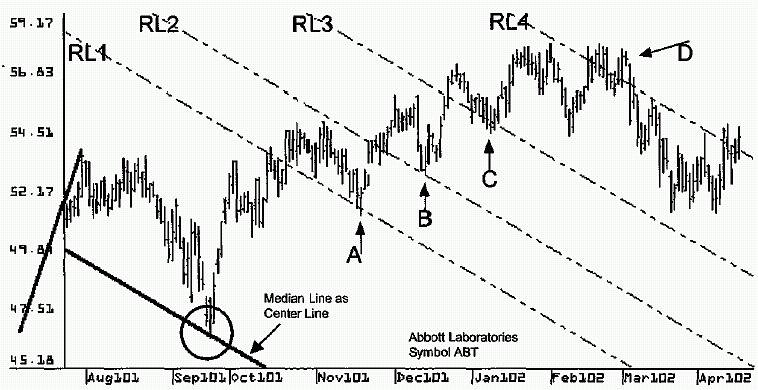 59.17
RL2
RL3
RL4
RL1
D
56.83
54.51
C
52.17
B
A
49.84
Median Line as
Center Line
47.51
Abbott Laboratories
Symbol ABT
45.18
Aug101 Sep101 Oct101 Nov101 Dec101 Jan102 Feb102 Mar102 Apr102